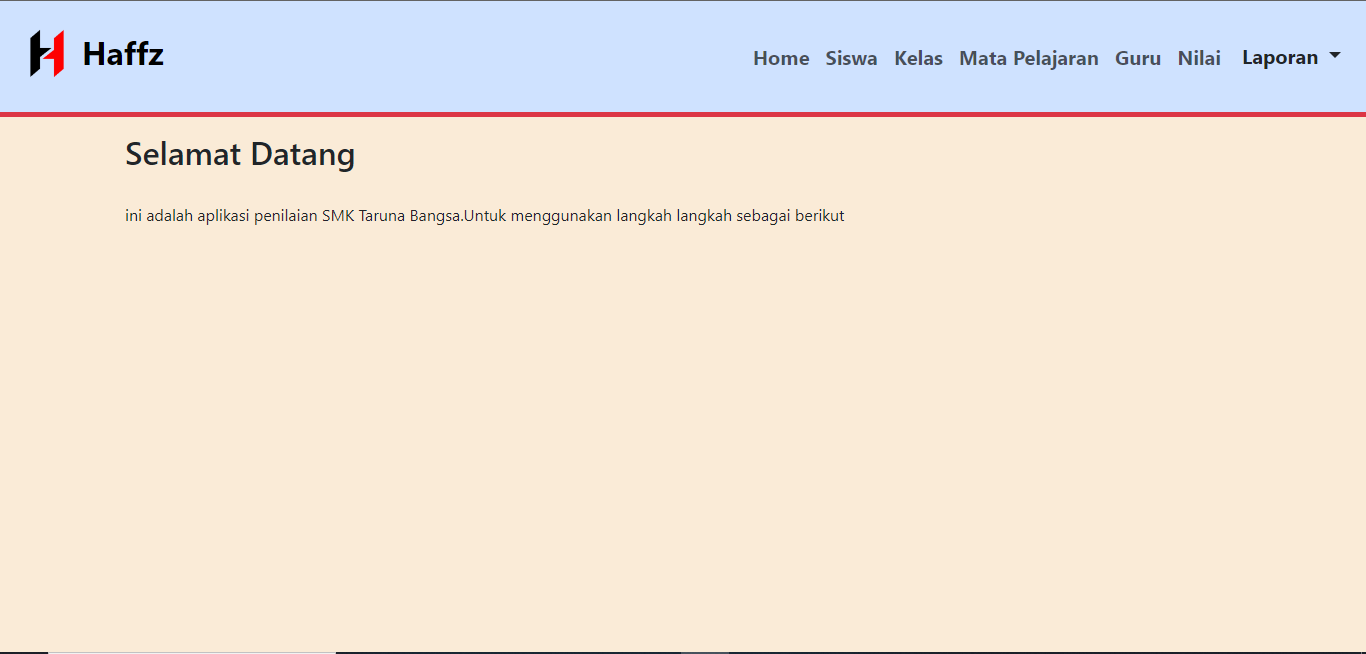 Haffz
Home Siswa Kelas Mata Pelajaran Guru Nilai Laporan
Selamat Datang
ini adalah aplikasi penilaian SMK Taruna Bangsa.Untuk menggunakan langkah langkah sebagai berikut